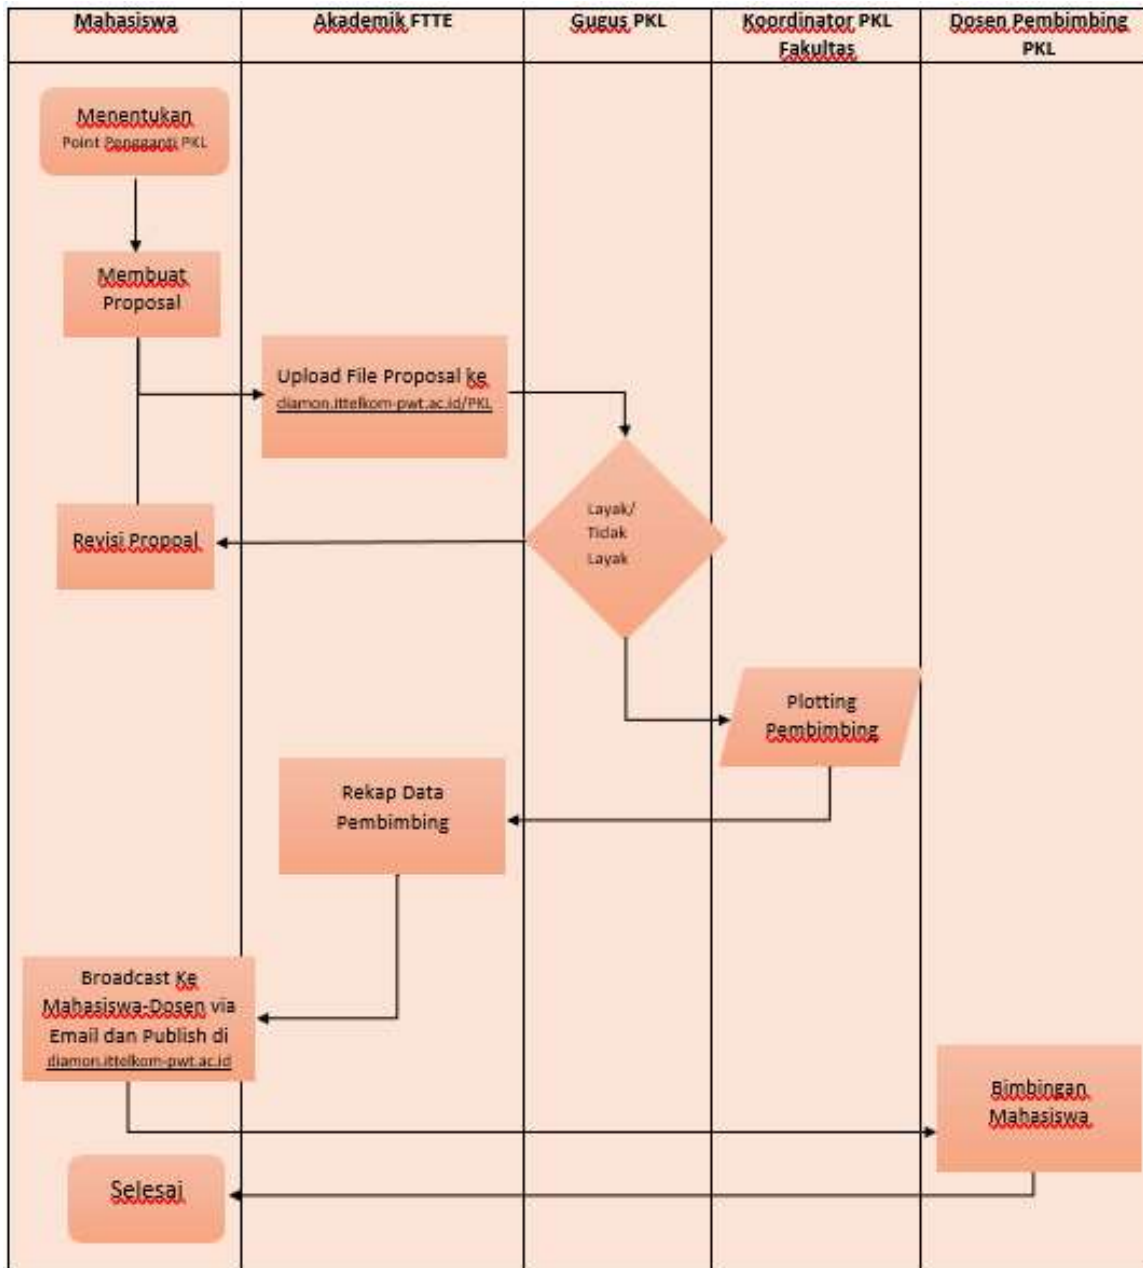 Mahasiswa
Akademik FTTE
Gugus PKL
Koordinator PKL
Fakultas
Dosen Pembimbing
PKL
Menentukan
Point Pengganti PKL
Membuat
Proposal
Upload File Proposal ke
diamon.ittelkom-pwt.ac.id/PKL
Layak/
Tidak
Layak
Revisi Propoal
Plotting
Pembimbing
Rekap Data
Pembimbing
Broadcast Ke
Mahasiswa-Dosen via
Email dan Publish di
diamon.ittelkom-pwt.ac.id
Bimbingan
Mahasiswa
Selesai